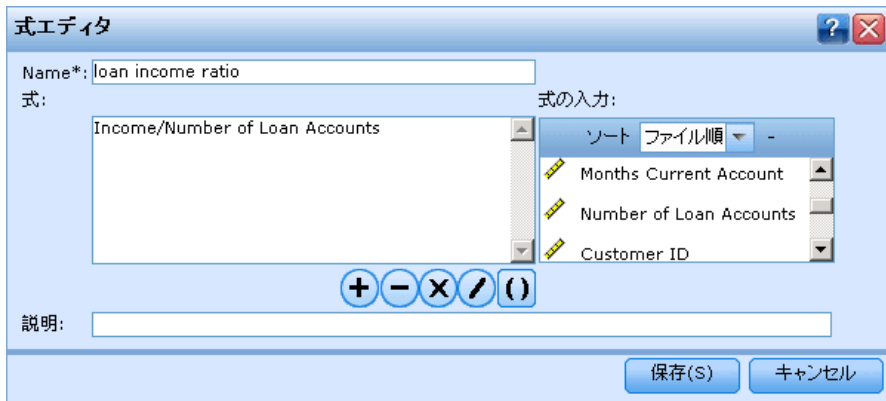 式エディタ
?
Name*: loan income ratio
式:
式の入力:
Income/Number of Loan Accounts
ソート ファイル順 -
Months Current Account
Number of Loan Accounts
Customer ID
+ - × / ()
説明:
保存(S) キャンセル